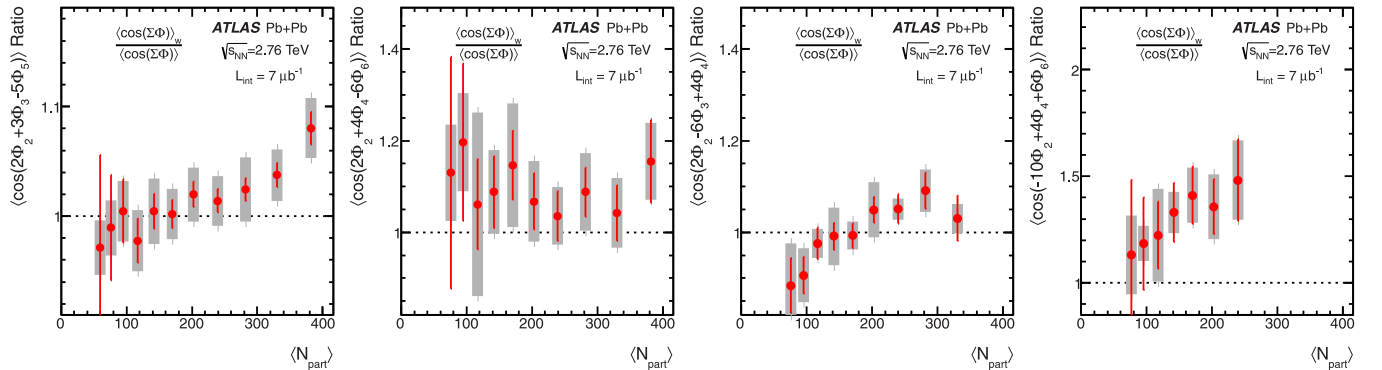 ⟨cos(2Φ₂+3Φ₃-5Φ₅)⟩ Ratio
⟨cos(ΣΦ)⟩w
⟨cos(ΣΦ)⟩
ATLAS Pb+Pb
√sNN=2.76 TeV
Lint = 7 μb⁻¹
1.1
1
0 100 200 300 400
⟨Npart⟩
⟨cos(2Φ₂+4Φ₄-6Φ₆)⟩ Ratio
⟨cos(ΣΦ)⟩w
⟨cos(ΣΦ)⟩
ATLAS Pb+Pb
√sNN=2.76 TeV
Lint = 7 μb⁻¹
1.4
1.2
1
0 100 200 300 400
⟨Npart⟩
⟨cos(2Φ₂-6Φ₃+4Φ₄)⟩ Ratio
⟨cos(ΣΦ)⟩w
⟨cos(ΣΦ)⟩
ATLAS Pb+Pb
√sNN=2.76 TeV
Lint = 7 μb⁻¹
1.4
1.2
1
0 100 200 300 400
⟨Npart⟩
⟨cos(-10Φ₂+4Φ₄+6Φ₆)⟩ Ratio
⟨cos(ΣΦ)⟩w
⟨cos(ΣΦ)⟩
ATLAS Pb+Pb
√sNN=2.76 TeV
Lint = 7 μb⁻¹
2
1.5
1
0 100 200 300 400
⟨Npart⟩